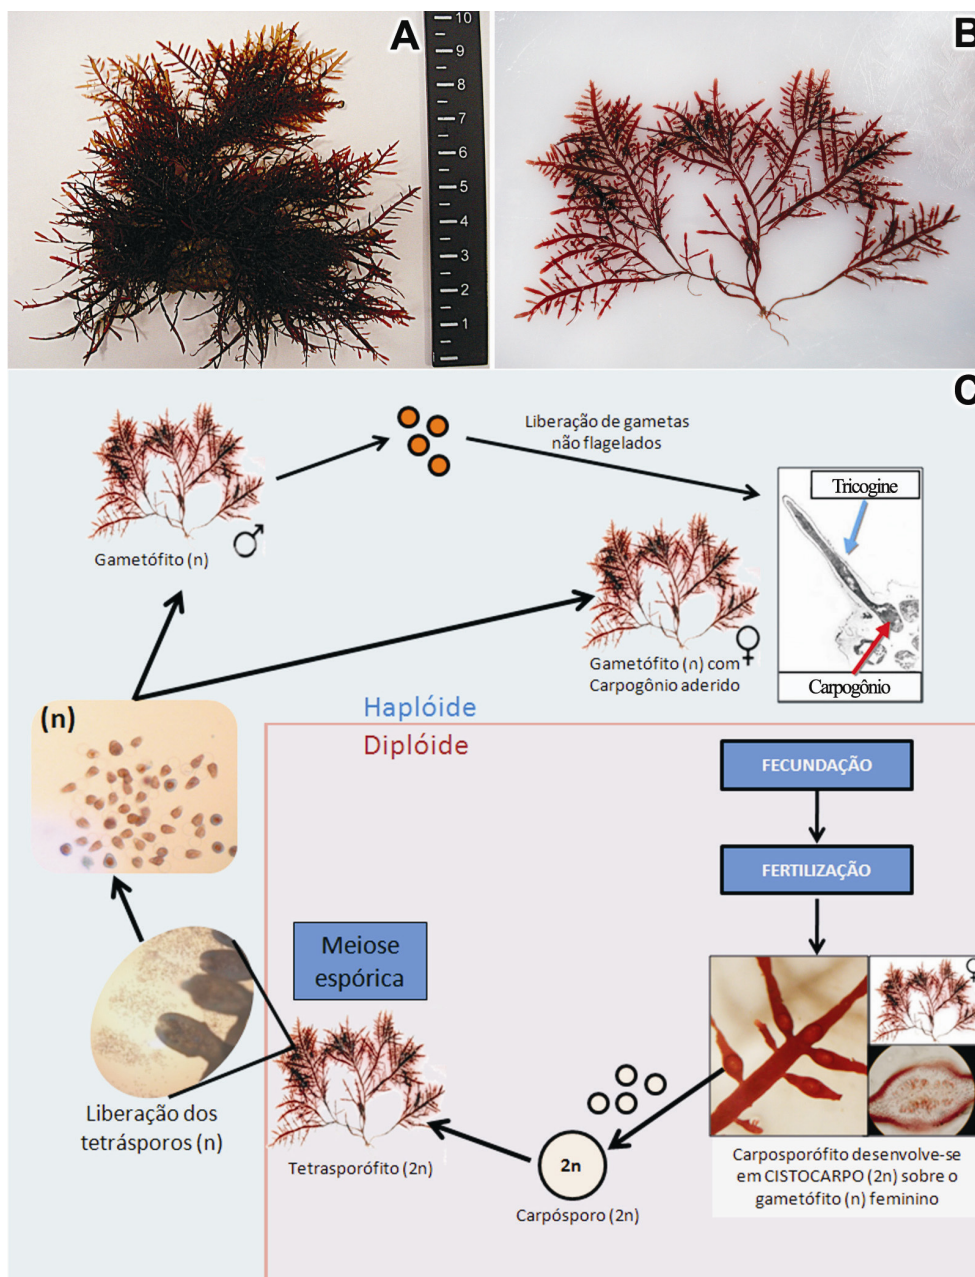 A
10
9
8
7
6
5
4
3
2
1
B
C
Liberação de gametas
não flagelados
Tricogine
Carpogônio
Gametófito (n)
♂
Gametófito (n) com
Carpogônio aderido
♀
(n)
Haplóide
Diplóide
FECUNDAÇÃO
FERTILIZAÇÃO
Meiose
espórica
♀
Liberação dos
tetrásporos (n)
Tetrasporófito (2n)
2n
Carpósporo (2n)
Carposporófito desenvolve-se
em CISTOCARPO (2n) sobre o
gametófito (n) feminino